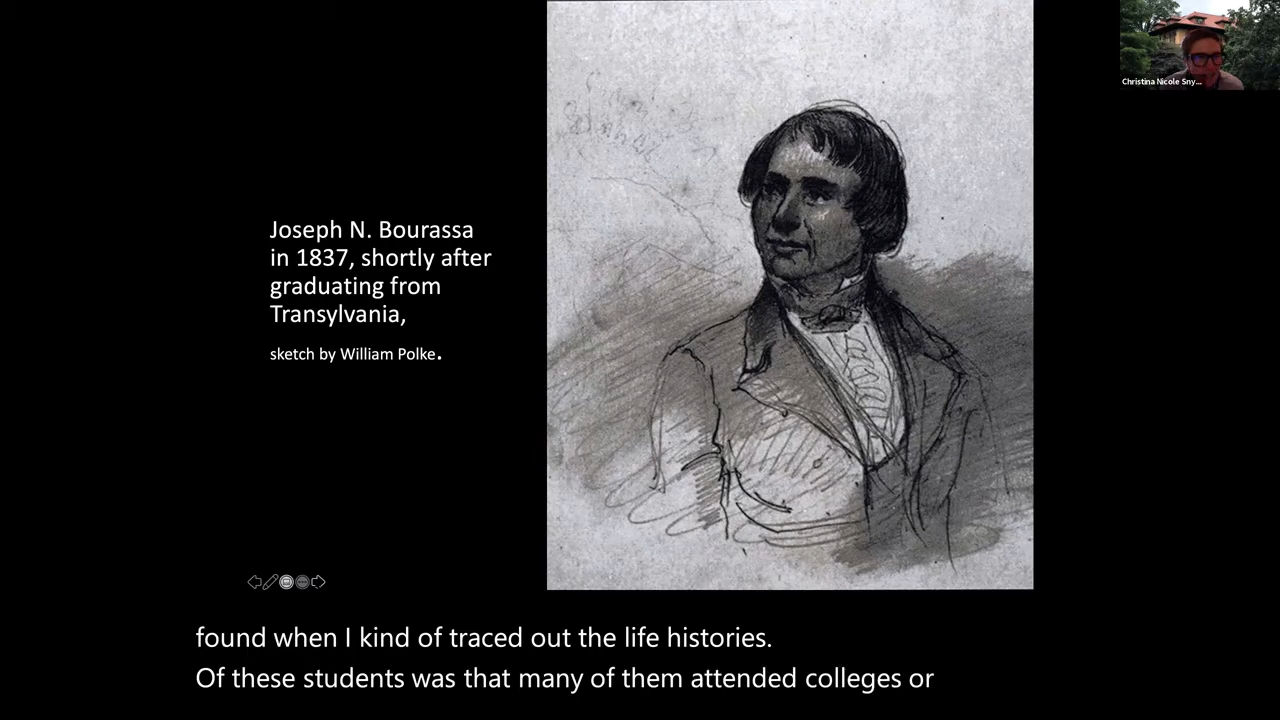 Christina Nicole Sny...
Joseph N. Bourassa
in 1837, shortly after
graduating from
Transylvania,
sketch by William Polke.
found when I kind of traced out the life histories.
Of these students was that many of them attended colleges or